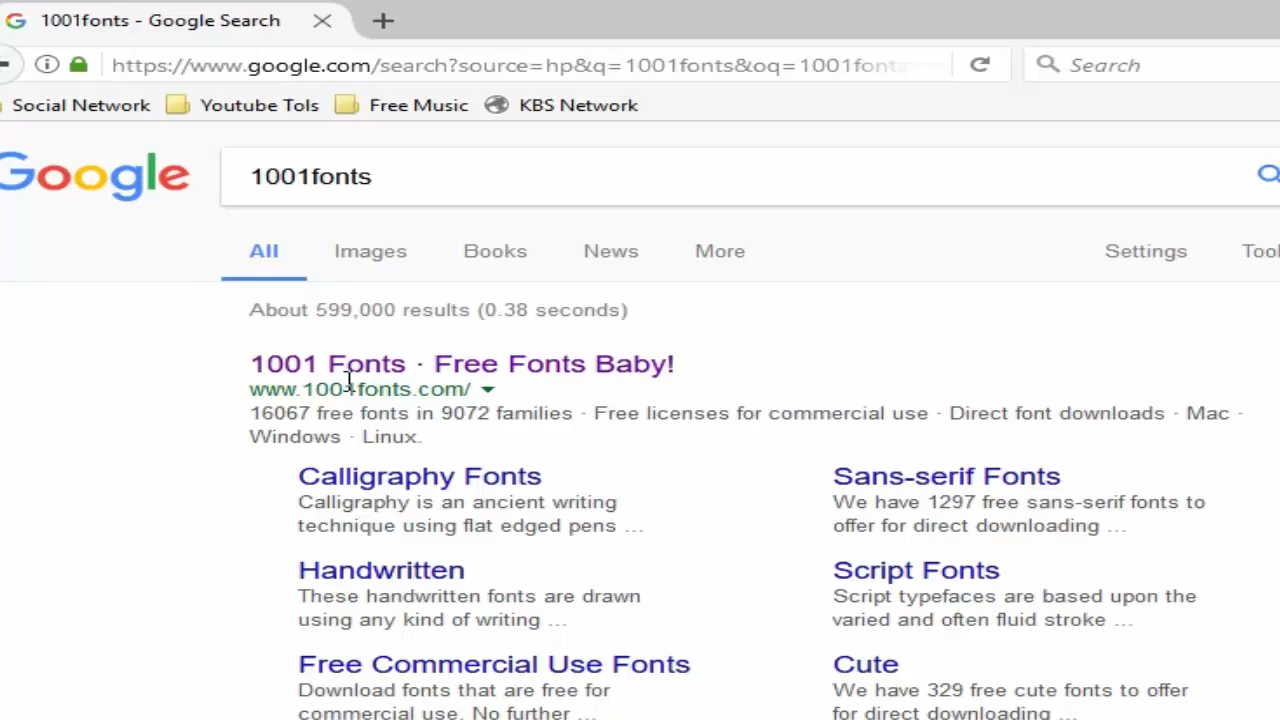 1001fonts - Google Search
https://www.google.com/search?source=hp&q=1001fonts&oq=1001fonts
Search
Social Network Youtube Tols Free Music KBS Network
Google
1001fonts
All Images Books News More Settings Tool
About 599,000 results (0.38 seconds)
1001 Fonts · Free Fonts Baby!
www.1001fonts.com/
16067 free fonts in 9072 families · Free licenses for commercial use · Direct font downloads · Mac ·
Windows · Linux.
Calligraphy Fonts
Calligraphy is an ancient writing
technique using flat edged pens ...
Sans-serif Fonts
We have 1297 free sans-serif fonts to
offer for direct downloading ...
Handwritten
These handwritten fonts are drawn
using any kind of writing ...
Script Fonts
Script typefaces are based upon the
varied and often fluid stroke ...
Free Commercial Use Fonts
Download fonts that are free for
commercial use. No further ...
Cute
We have 329 free cute fonts to offer
for direct downloading ...